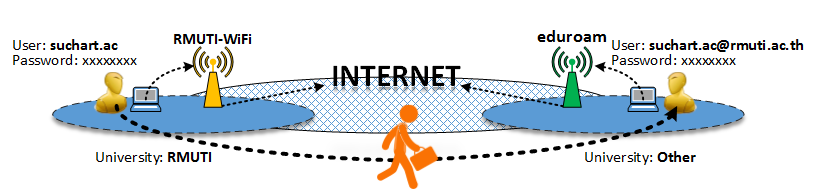 User: suchart.ac
Password: xxxxxxxx
RMUTI-WiFi
INTERNET
eduroam
User: suchart.ac@rmuti.ac.th
Password: xxxxxxxx
University: RMUTI
University: Other